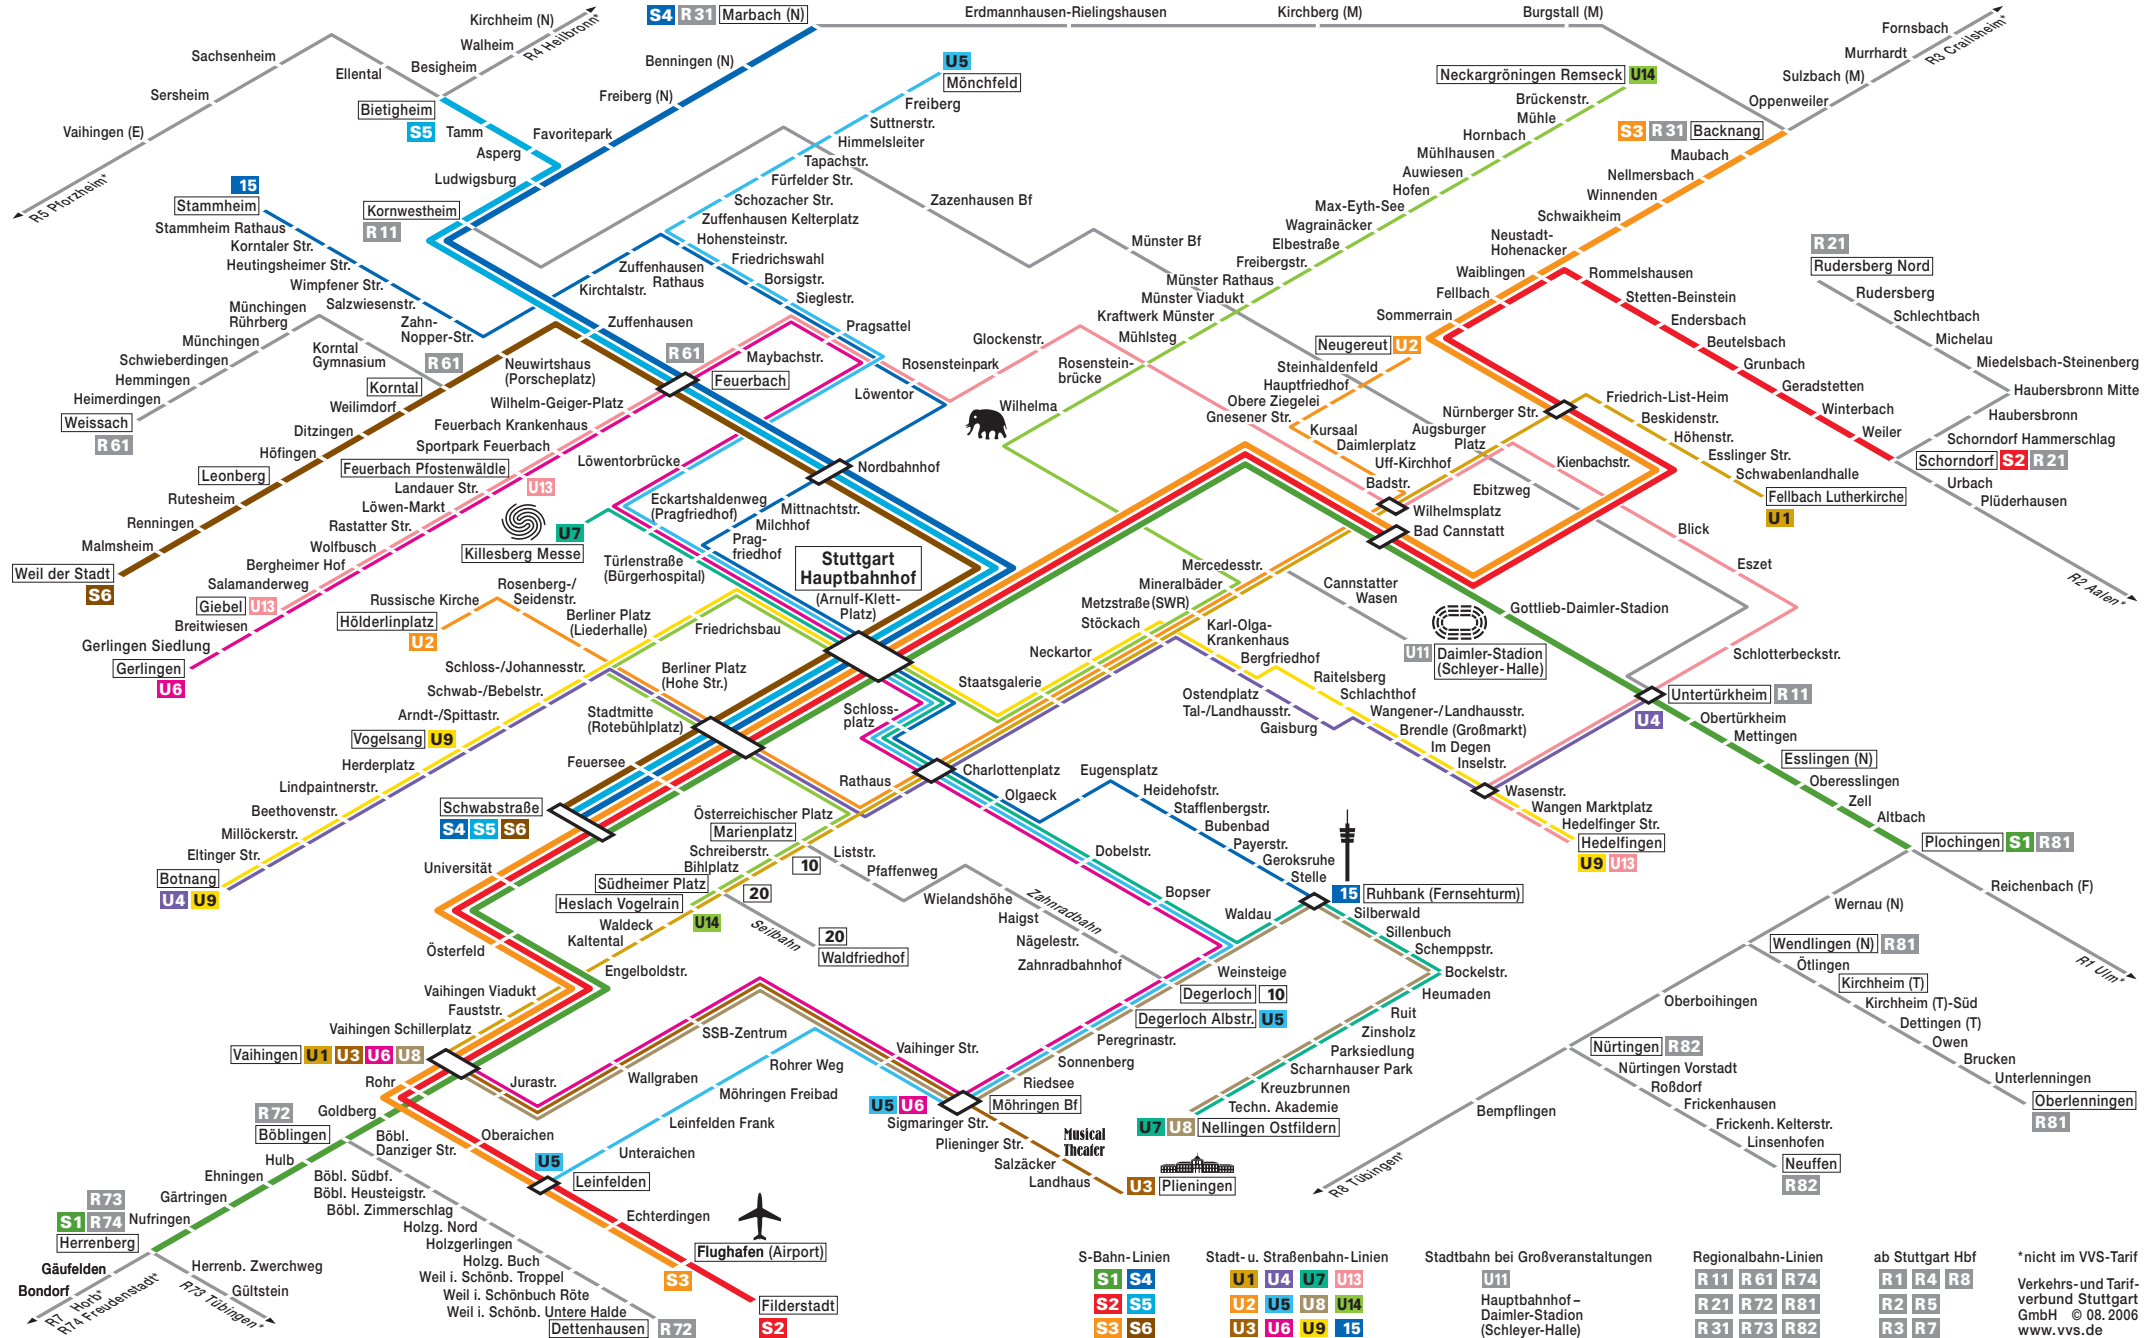 Kirchheim (N)
Walheim
Besigheim
R4 Heilbronn*
Sachsenheim
Ellental
Sersheim
Vaihingen (E)
R5 Pforzheim*
Bietigheim
S5
Tamm
Asperg
Ludwigsburg
Favoritepark
Freiberg (N)
Benningen (N)
S4 R31 Marbach (N)
Erdmannhausen-Rielingshausen
Kirchberg (M)
Burgstall (M)
Fornsbach
Murrhardt
Sulzbach (M)
Oppenweiler
R3 Crailsheim*
S3 R31 Backnang
Maubach
Nellmersbach
Winnenden
Schwaikheim
Neustadt-
Hohenacker
Waiblingen
Fellbach
Sommerrain
Rommelshausen
Stetten-Beinstein
Endersbach
Beutelsbach
Grunbach
Geradstetten
Winterbach
Weiler
Schorndorf S2 R21
Schorndorf Hammerschlag
Haubersbronn
Haubersbronn Mitte
Miedelsbach-Steinenberg
Michelau
Schlechtbach
Rudersberg
Rudersberg Nord
R21
Urbach
Plüderhausen
R2 Aalen*
Neckargröningen Remseck U14
Brückenstr.
Mühle
Hornbach
Mühlhausen
Auwiesen
Hofen
Max-Eyth-See
Wagrainäcker
Elbestraße
Freibergstr.
Münster Rathaus
Münster Viadukt
Kraftwerk Münster
Mühlsteg
Rosenstein-
brücke
Wilhelma
Münster Bf
Zazenhausen Bf
U5
Mönchfeld
Freiberg
Suttnerstr.
Himmelsleiter
Tapachstr.
Fürfelder Str.
Schozacher Str.
Zuffenhausen Kelterplatz
Hohensteinstr.
Friedrichswahl
Borsigstr.
Sieglestr.
Pragsattel
Löwentor
Rosensteinpark
Glockenstr.
15
Stammheim
Stammheim Rathaus
Korntaler Str.
Heutingsheimer Str.
Wimpfener Str.
Salzwiesenstr.
Zahn-
Nopper-Str.
Kirchtalstr.
Zuffenhausen
Rathaus
Kornwestheim
R11
Zuffenhausen
R61
Feuerbach
Maybachstr.
Münchingen
Rührberg
Münchingen
Schwieberdingen
Hemmingen
Heimerdingen
Weissach
R61
Korntal
Gymnasium
R61
Korntal
Neuwirtshaus
(Porscheplatz)
Weilimdorf
Ditzingen
Höfingen
Leonberg
Rutesheim
Renningen
Malmsheim
Weil der Stadt
S6
Wilhelm-Geiger-Platz
Feuerbach Krankenhaus
Sportpark Feuerbach
Feuerbach Pfostenwäldle
U13
Landauer Str.
Löwen-Markt
Rastatter Str.
Wolfbusch
Bergheimer Hof
Salamanderweg
Giebel U13
Breitwiesen
Gerlingen Siedlung
Gerlingen
U6
Löwentorbrücke
Eckartshaldenweg
(Pragfriedhof)
U7
Killesberg Messe
Türlenstraße
(Bürgerhospital)
Nordbahnhof
Mittnachtstr.
Milchhof
Prag-
friedhof
Stuttgart
Hauptbahnhof
(Arnulf-Klett-
Platz)
Rosenberg-/
Seidenstr.
Russische Kirche
Hölderlinplatz
U2
Berliner Platz
(Liederhalle)
Friedrichsbau
Schloss-/Johannesstr.
Schwab-/Bebelstr.
Arndt-/Spittastr.
Vogelsang U9
Herderplatz
Lindpaintnerstr.
Beethovenstr.
Millöckerstr.
Eltinger Str.
Botnang
U4 U9
Berliner Platz
(Hohe Str.)
Stadtmitte
(Rotebühlplatz)
Feuersee
Schwabstraße
S4 S5 S6
Schloss-
platz
Staatsgalerie
Neckartor
Stöckach
Metzstraße (SWR)
Mineralbäder
Mercedesstr.
Neugereut U2
Steinhaldenfeld
Hauptfriedhof
Obere Ziegelei
Gnesener Str.
Kursaal
Daimlerplatz
Uff-Kirchhof
Badstr.
Wilhelmsplatz
Bad Cannstatt
Nürnberger Str.
Augsburger
Platz
Ebitzweg
Kienbachstr.
Friedrich-List-Heim
Beskidenstr.
Höhenstr.
Esslinger Str.
Schwabenlandhalle
Fellbach Lutherkirche
U1
Blick
Eszet
Schlotterbeckstr.
Cannstatter
Wasen
U11 Daimler-Stadion
(Schleyer-Halle)
Gottlieb-Daimler-Stadion
Untertürkheim R11
U4
Obertürkheim
Mettingen
Esslingen (N)
Oberesslingen
Zell
Altbach
Plochingen S1 R81
Reichenbach (F)
R1 Ulm*
Wernau (N)
Wendlingen (N) R81
Ötlingen
Kirchheim (T)
Kirchheim (T)-Süd
Dettingen (T)
Owen
Brucken
Unterlenningen
Oberlenningen
R81
Oberboihingen
Nürtingen R82
Nürtingen Vorstadt
Roßdorf
Frickenhausen
Frickenh. Kelterstr.
Linsenhofen
Neuffen
R82
Bempflingen
R8 Tübingen*
Karl-Olga-
Krankenhaus
Bergfriedhof
Raitelsberg
Schlachthof
Wangener-/Landhausstr.
Brendle (Großmarkt)
Im Degen
Inselstr.
Wasenstr.
Wangen Marktplatz
Hedelfinger Str.
Hedelfingen
U9 U13
Ostendplatz
Tal-/Landhausstr.
Gaisburg
Rathaus
Charlottenplatz
Olgaeck
Eugensplatz
Heidehofstr.
Stafflenbergstr.
Bubenbad
Payerstr.
Geroksruhe
Stelle
15 Ruhbank (Fernsehturm)
Dobelstr.
Bopser
Waldau
Silberwald
Sillenbuch
Schemppstr.
Bockelstr.
Heumaden
Ruit
Zinsholz
Parksiedlung
Scharnhauser Park
Kreuzbrunnen
Techn. Akademie
U7 U8 Nellingen Ostfildern
Weinsteige
Degerloch 10
Degerloch Albstr. U5
Peregrinastr.
Sonnenberg
Riedsee
Möhringen Bf
Österreichischer Platz
Marienplatz
Schreiberstr.
Bihlplatz
Südheimer Platz
Heslach Vogelrain
U14
10
20
Waldeck
Kaltental
Engelboldstr.
Liststr.
Pfaffenweg
Wielandshöhe
Haigst
Nägelestr.
Zahnradbahnhof
Zahnradbahn
Seilbahn
20
Waldfriedhof
Universität
Österfeld
Vaihingen Viadukt
Fauststr.
Vaihingen Schillerplatz
Vaihingen U1 U3 U6 U8
Rohr
Jurastr.
SSB-Zentrum
Wallgraben
Vaihinger Str.
Rohrer Weg
Möhringen Freibad
Leinfelden Frank
Unteraichen
U5 U6
Sigmaringer Str.
Plieninger Str.
Salzäcker
Landhaus
Musical
Theater
U3 Plieningen
Goldberg
R72
Böblingen
Hulb
Ehningen
Gärtringen
Nufringen
R73
S1 R74
Herrenberg
Gäufelden
Bondorf
R7 Horb*
R74 Freudenstadt*
Herrenb. Zwerchweg
Gültstein
R73 Tübingen*
Böbl.
Danziger Str.
Böbl. Südbf.
Böbl. Heusteigstr.
Böbl. Zimmerschlag
Holzg. Nord
Holzgerlingen
Holzg. Buch
Weil i. Schönb. Troppel
Weil i. Schönbuch Röte
Weil i. Schönb. Untere Halde
Dettenhausen R72
Oberaichen
U5
Leinfelden
Echterdingen
Flughafen (Airport)
S3
Filderstadt
S2
S-Bahn-Linien
S1 S4
S2 S5
S3 S6
Stadt- u. Straßenbahn-Linien
U1 U4 U7 U13
U2 U5 U8 U14
U3 U6 U9 15
Stadtbahn bei Großveranstaltungen
U11
Hauptbahnhof –
Daimler-Stadion
(Schleyer-Halle)
Regionalbahn-Linien
R11 R61 R74
R21 R72 R81
R31 R73 R82
ab Stuttgart Hbf
R1 R4 R8
R2 R5
R3 R7
*nicht im VVS-Tarif
Verkehrs- und Tarif-
verbund Stuttgart
GmbH © 08.2006
www.vvs.de